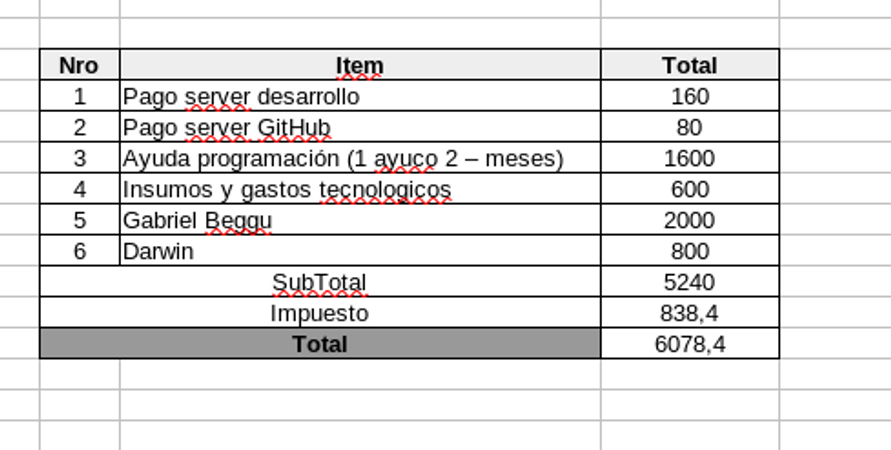 Nro Item Total
1 Pago server desarrollo 160
2 Pago server GitHub 80
3 Ayuda programación (1 ayuco 2 – meses) 1600
4 Insumos y gastos tecnologicos 600
5 Gabriel Beggu 2000
6 Darwin 800
SubTotal 5240
Impuesto 838,4
Total 6078,4